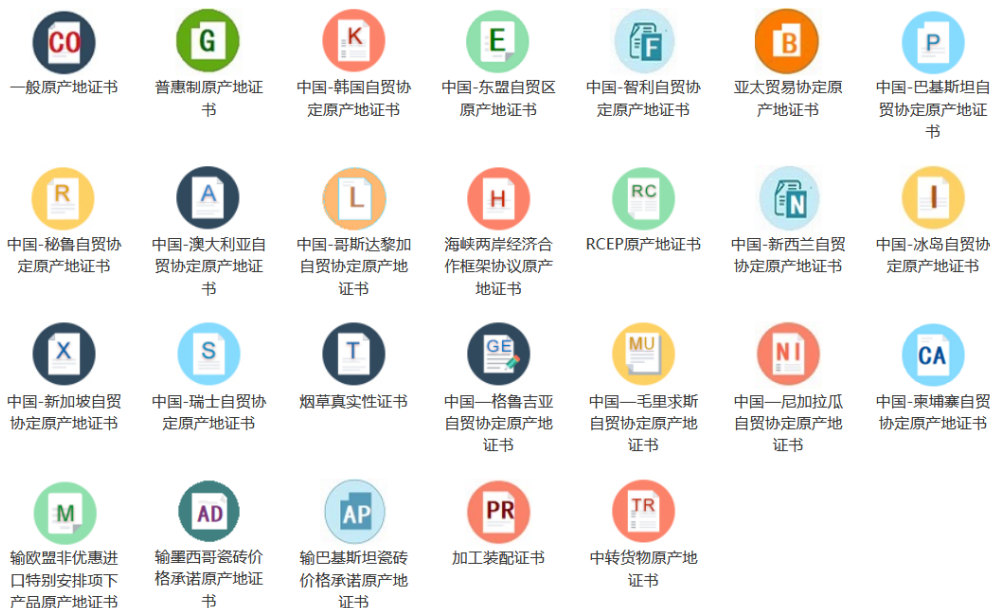 CO
G
K
E
F
B
P
一般原产地证书
普惠制原产地证
书
中国-韩国自贸协
定原产地证书
中国-东盟自贸区
原产地证书
中国-智利自贸协
定原产地证书
亚太贸易协定原
产地证书
中国-巴基斯坦自
贸协定原产地证
书
R
A
L
H
RC
N
I
中国-秘鲁自贸协
定原产地证书
中国-澳大利亚自
贸协定原产地证
书
中国-哥斯达黎加
自贸协定原产地
证书
海峡两岸经济合
作框架协议原产
地证书
RCEP原产地证书
中国-新西兰自贸
协定原产地证书
中国-冰岛自贸协
定原产地证书
X
S
T
GE
MU
NI
CA
中国-新加坡自贸
协定原产地证书
中国-瑞士自贸协
定原产地证书
烟草真实性证书
中国—格鲁吉亚
自贸协定原产地
证书
中国—毛里求斯
自贸协定原产地
证书
中国—尼加拉瓜
自贸协定原产地
证书
中国-柬埔寨自贸
协定原产地证书
M
AD
AP
PR
TR
输欧盟非优惠进
口特别安排项下
产品原产地证书
输墨西哥瓷砖价
格承诺原产地证
书
输巴基斯坦瓷砖
价格承诺原产地
证书
加工装配证书
中转货物原产地
证书